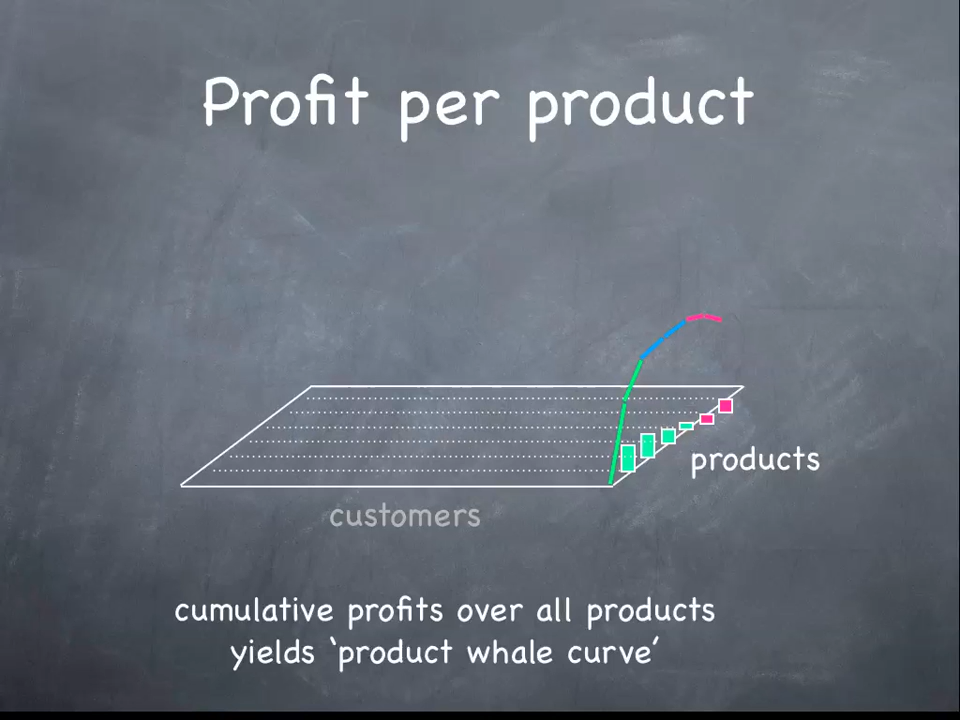 Profit per product
products
customers
cumulative profits over all products
yields ‘product whale curve’